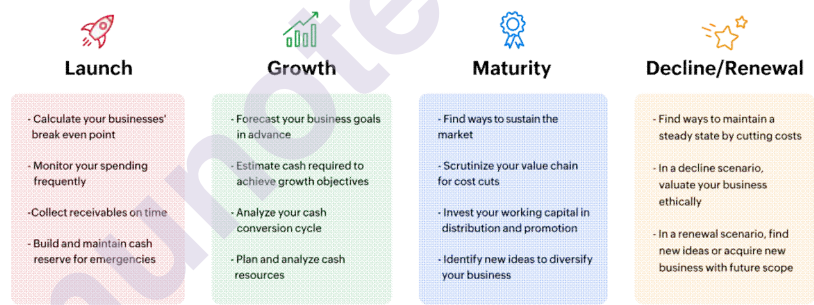 Launch
Growth
Maturity
Decline/Renewal
- Calculate your businesses'
break even point
- Monitor your spending
frequently
-Collect receivables on time
- Build and maintain cash
reserve for emergencies
- Forecast your business goals
in advance
- Estimate cash required to
achieve growth objectives
- Analyze your cash
conversion cycle
- Plan and analyze cash
resources
- Find ways to sustain the
market
- Scrutinize your value chain
for cost cuts
- Invest your working capital in
distribution and promotion
- Identify new ideas to diversify
your business
- Find ways to maintain a
steady state by cutting costs
- In a decline scenario,
valuate your business
ethically
- In a renewal scenario, find
new ideas or acquire new
business with future scope